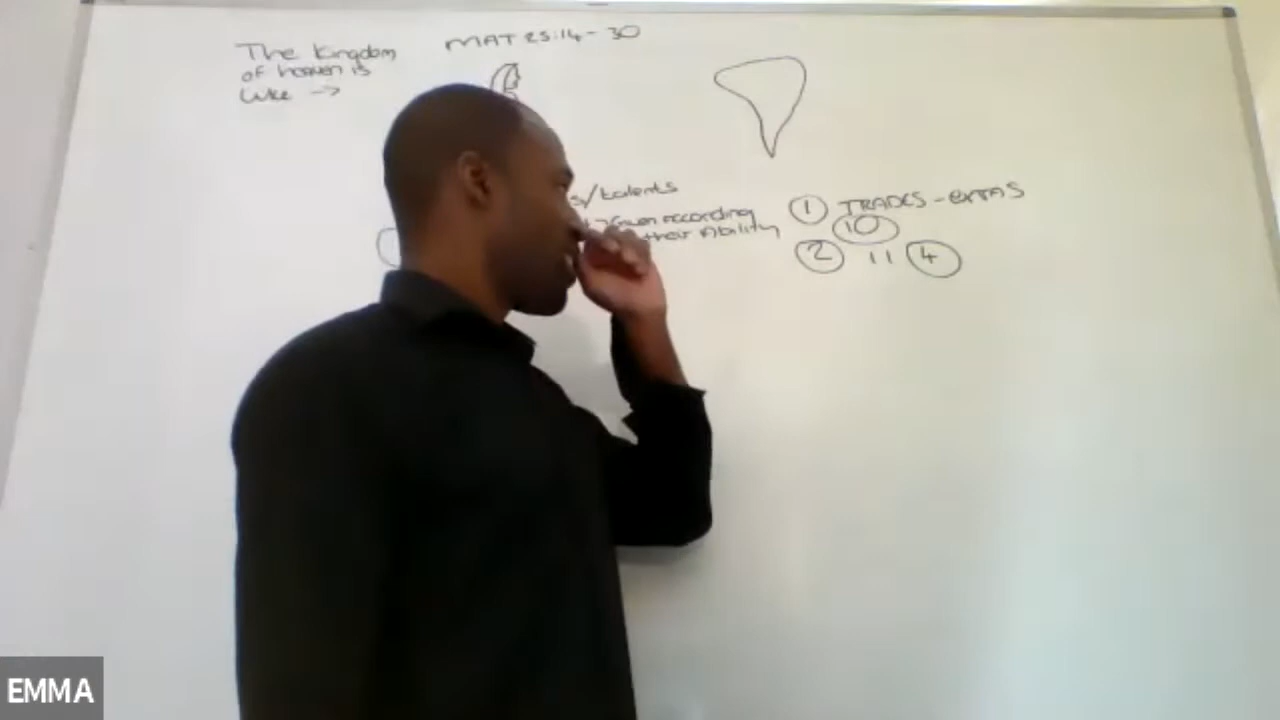 The Kingdom
of heaven is
Like →
MAT 25:14-30
s/talents
Given according
their Ability
1 TRADES - EXTAS
10
2 11 4
EMMA